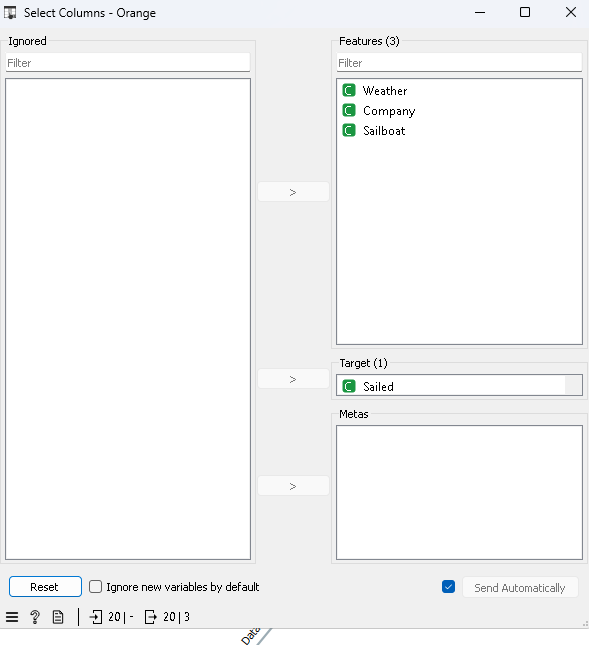 Select Columns - Orange
Ignored
Filter
Features (3)
Filter
C Weather
C Company
C Sailboat
>
Target (1)
>
C Sailed
Metas
>
Reset
Ignore new variables by default
Send Automatically
? 20 | - 20 | 3
Data